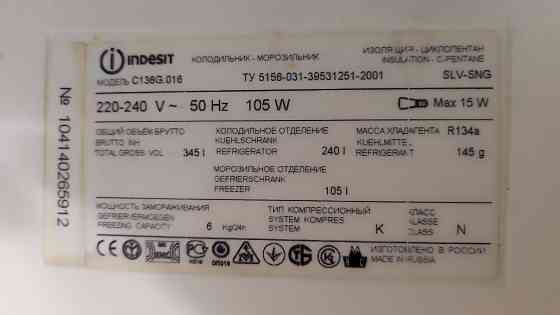 INDESIT
ХОЛОДИЛЬНИК - МОРОЗИЛЬНИК
ИЗОЛЯЦИЯ - ЦИКЛОПЕНТАН
INSULATION - C-PENTANE
МОДЕЛЬ C138G.016
ТУ 5156-031-39531251-2001
SLV-SNG
220-240 V ~ 50 Hz 105 W
Max 15 W
ОБЩИЙ ОБЪЕМ БРУТТО
BRUTTO INH
TOTAL GROSS VOL 345 l
ХОЛОДИЛЬНОЕ ОТДЕЛЕНИЕ
KUEHLSCHRANK
REFRIGERATOR 240 l
МАССА ХЛАДАГЕНТА R134a
KUEHLMITTEL
REFRIGERANT 145 g
МОРОЗИЛЬНОЕ ОТДЕЛЕНИЕ
GEFRIERSCHRANK
FREEZER 105 l
МОЩНОСТЬ ЗАМОРАЖИВАНИЯ
GEFRIERVERMOEGEN
FREEZING CAPACITY 6 Kg/24h
ТИП КОМПРЕССИОННЫЙ
SYSTEM KOMPRES
SYSTEM K
КЛАСС
KLASSE
CLASS N
ИЗГОТОВЛЕНО В РОССИИ
MADE IN RUSSIA
№ 104140265912